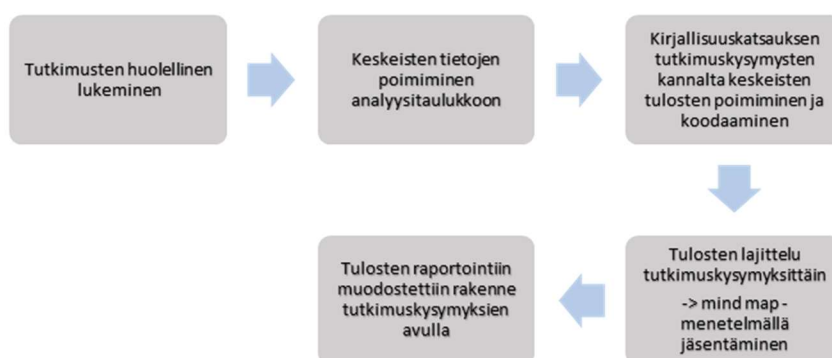 Tutkimusten huolellinen
lukeminen
Keskeisten tietojen
poimiminen
analyysitaulukkoon
Kirjallisuuskatsauksen
tutkimuskysymysten
kannalta keskeisten
tulosten poimiminen ja
koodaaminen
Tulosten lajittelu
tutkimuskysymyksittäin
-> mind map -
menetelmällä
jäsentäminen
Tulosten raportointiin
muodostettiin rakenne
tutkimuskysymyksien
avulla